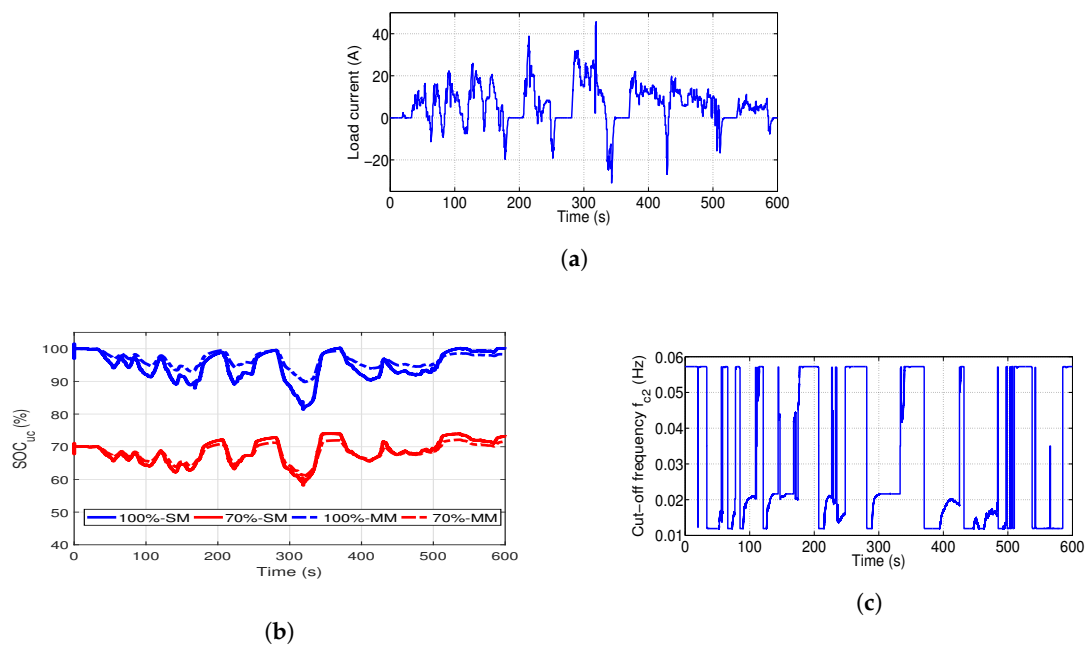 Load current (A)
40
20
0
−20
0 100 200 300 400 500 600
Time (s)
(a)
SOCuc (%)
100
90
80
70
60
50
40
100%-SM 70%-SM 100%-MM 70%-MM
0 100 200 300 400 500 600
Time (s)
(b)
Cut−off frequency fc2 (Hz)
0.06
0.05
0.04
0.03
0.02
0.01
0 100 200 300 400 500 600
Time (s)
(c)